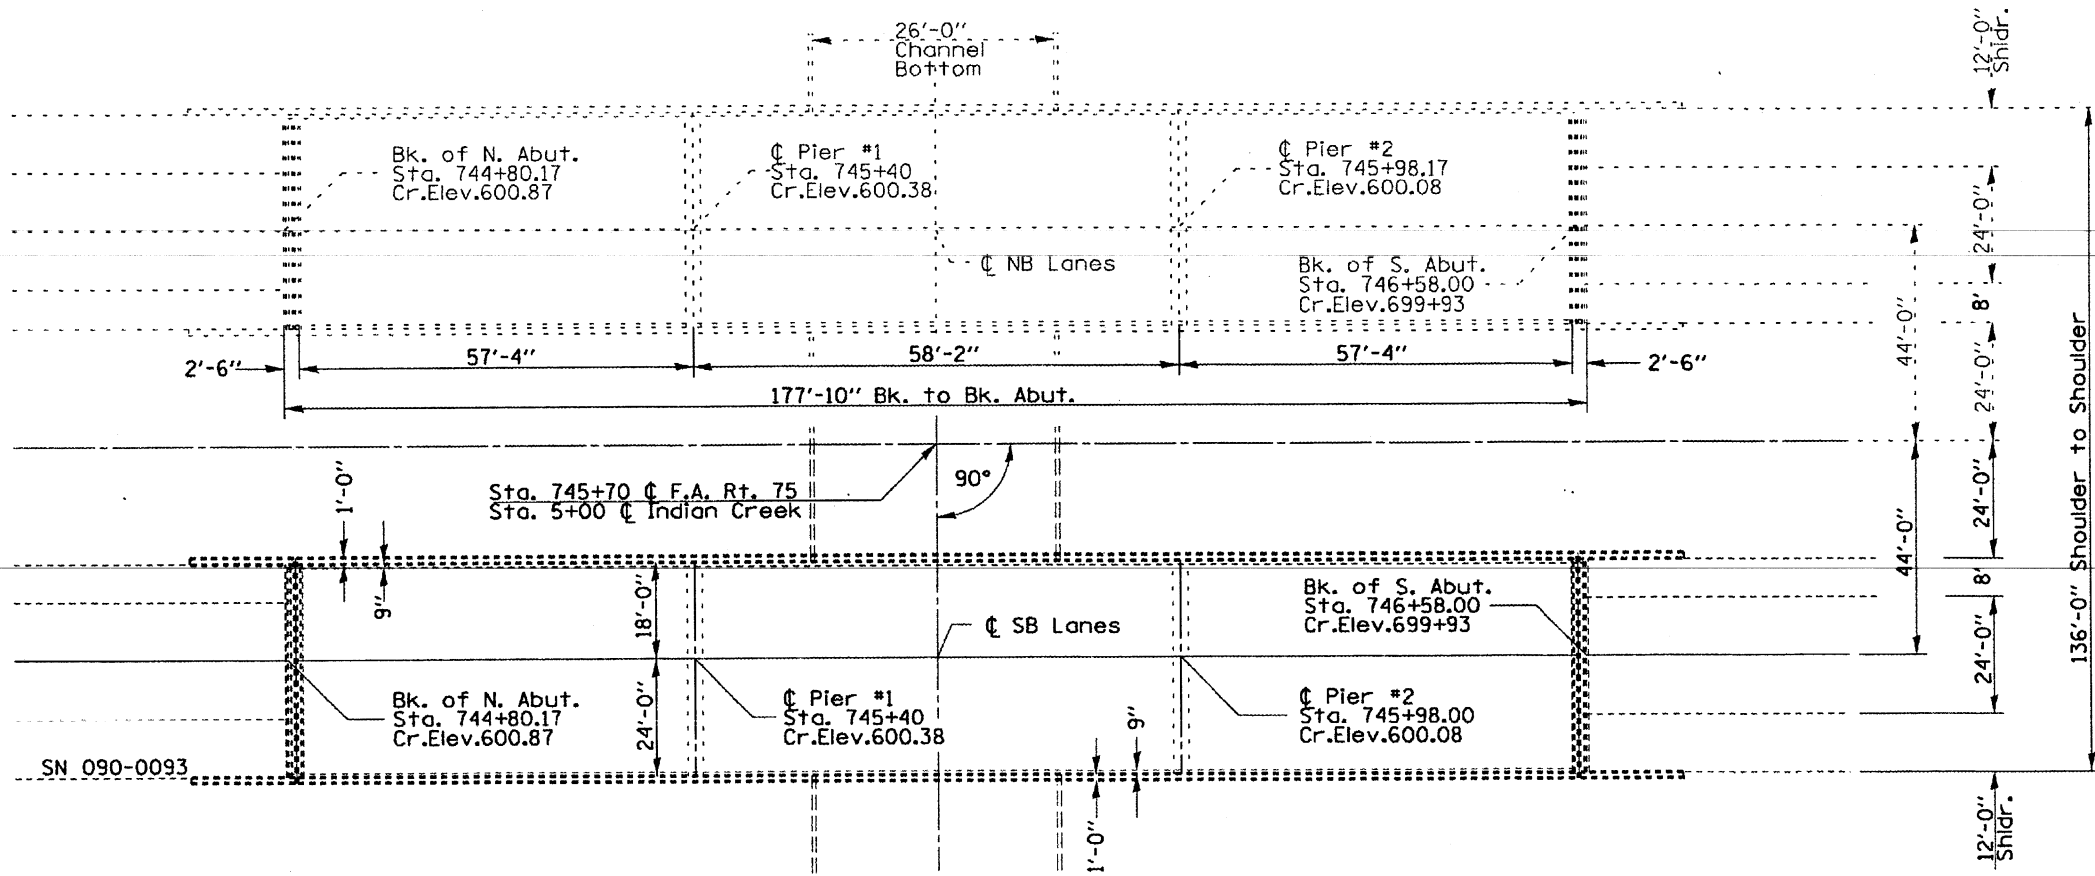 26'-0"
Channel
Bottom
12'-0"
Shldr.
Bk. of N. Abut.
Sta. 744+80.17
Cr.Elev.600.87
℄ Pier #1
Sta. 745+40
Cr.Elev.600.38
℄ Pier #2
Sta. 745+98.17
Cr.Elev.600.08
24'-0"
℄ NB Lanes
Bk. of S. Abut.
Sta. 746+58.00
Cr.Elev.699+93
8'
44'-0"
2'-6"
57'-4"
58'-2"
57'-4"
2'-6"
24'-0"
177'-10" Bk. to Bk. Abut.
136'-0" Shoulder to Shoulder
1'-0"
9"
Sta. 745+70 ℄ F.A. Rt. 75
Sta. 5+00 ℄ Indian Creek
90°
24'-0"
44'-0"
18'-0"
℄ SB Lanes
Bk. of S. Abut.
Sta. 746+58.00
Cr.Elev.699+93
8'
24'-0"
Bk. of N. Abut.
Sta. 744+80.17
Cr.Elev.600.87
24'-0"
℄ Pier #1
Sta. 745+40
Cr.Elev.600.38
9"
℄ Pier #2
Sta. 745+98.00
Cr.Elev.600.08
SN 090-0093
1'-0"
12'-0"
Shldr.